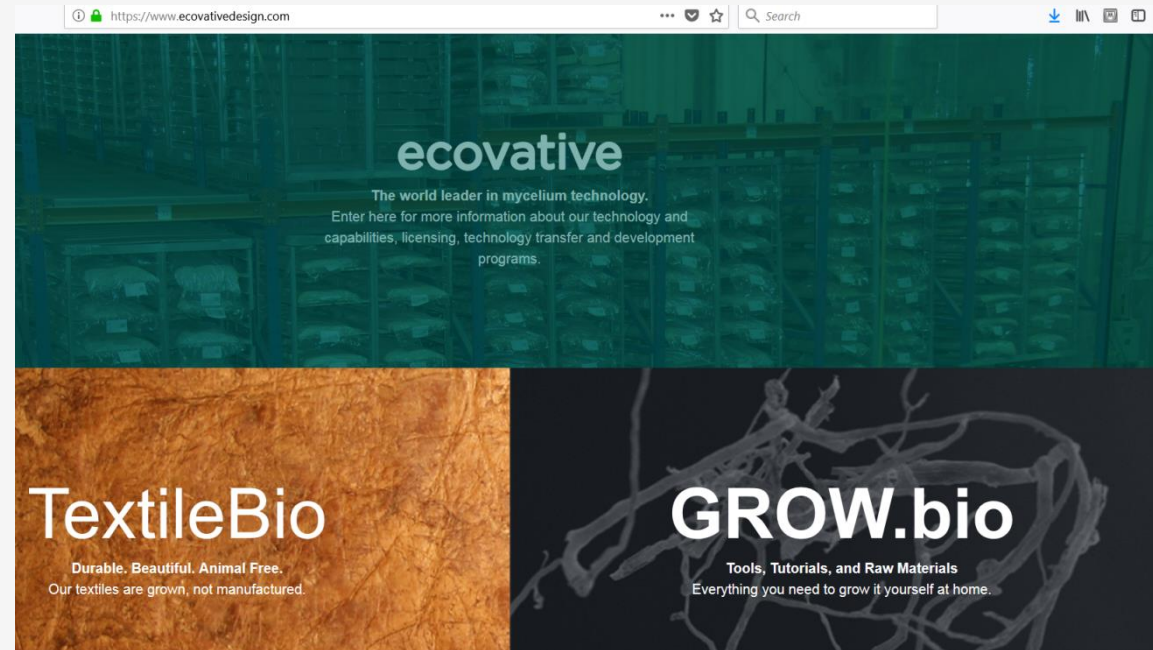 https://www.ecovativedesign.com
Search
ecovative
The world leader in mycelium technology.
Enter here for more information about our technology and
capabilities, licensing, technology transfer and development
programs.
TextileBio
Durable. Beautiful. Animal Free.
Our textiles are grown, not manufactured.
GROW.bio
Tools, Tutorials, and Raw Materials
Everything you need to grow it yourself at home.